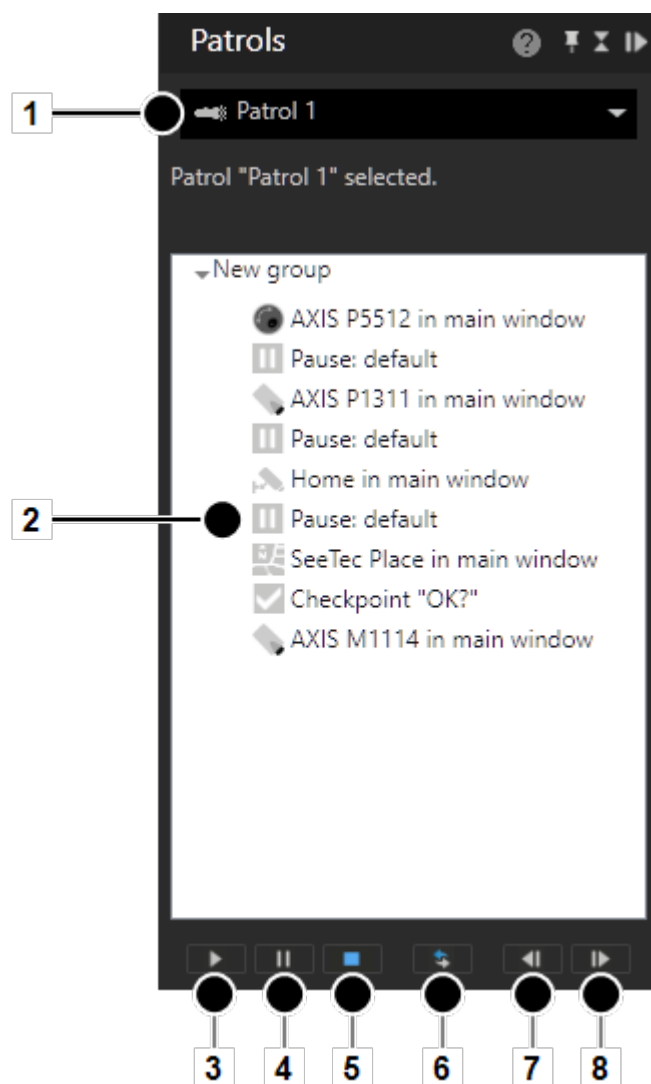 Patrols
1
Patrol 1
Patrol "Patrol 1" selected.
New group
AXIS P5512 in main window
Pause: default
AXIS P1311 in main window
Pause: default
Home in main window
2
Pause: default
SeeTec Place in main window
Checkpoint "OK?"
AXIS M1114 in main window
3 4 5 6 7 8